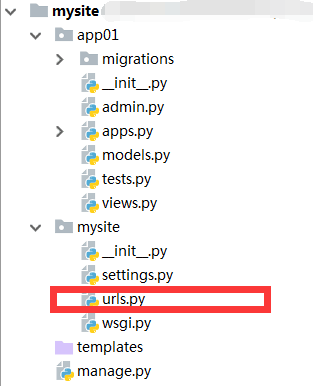 mysite
app01
migrations
__init__.py
admin.py
apps.py
models.py
tests.py
views.py
mysite
__init__.py
settings.py
urls.py
wsgi.py
templates
manage.py